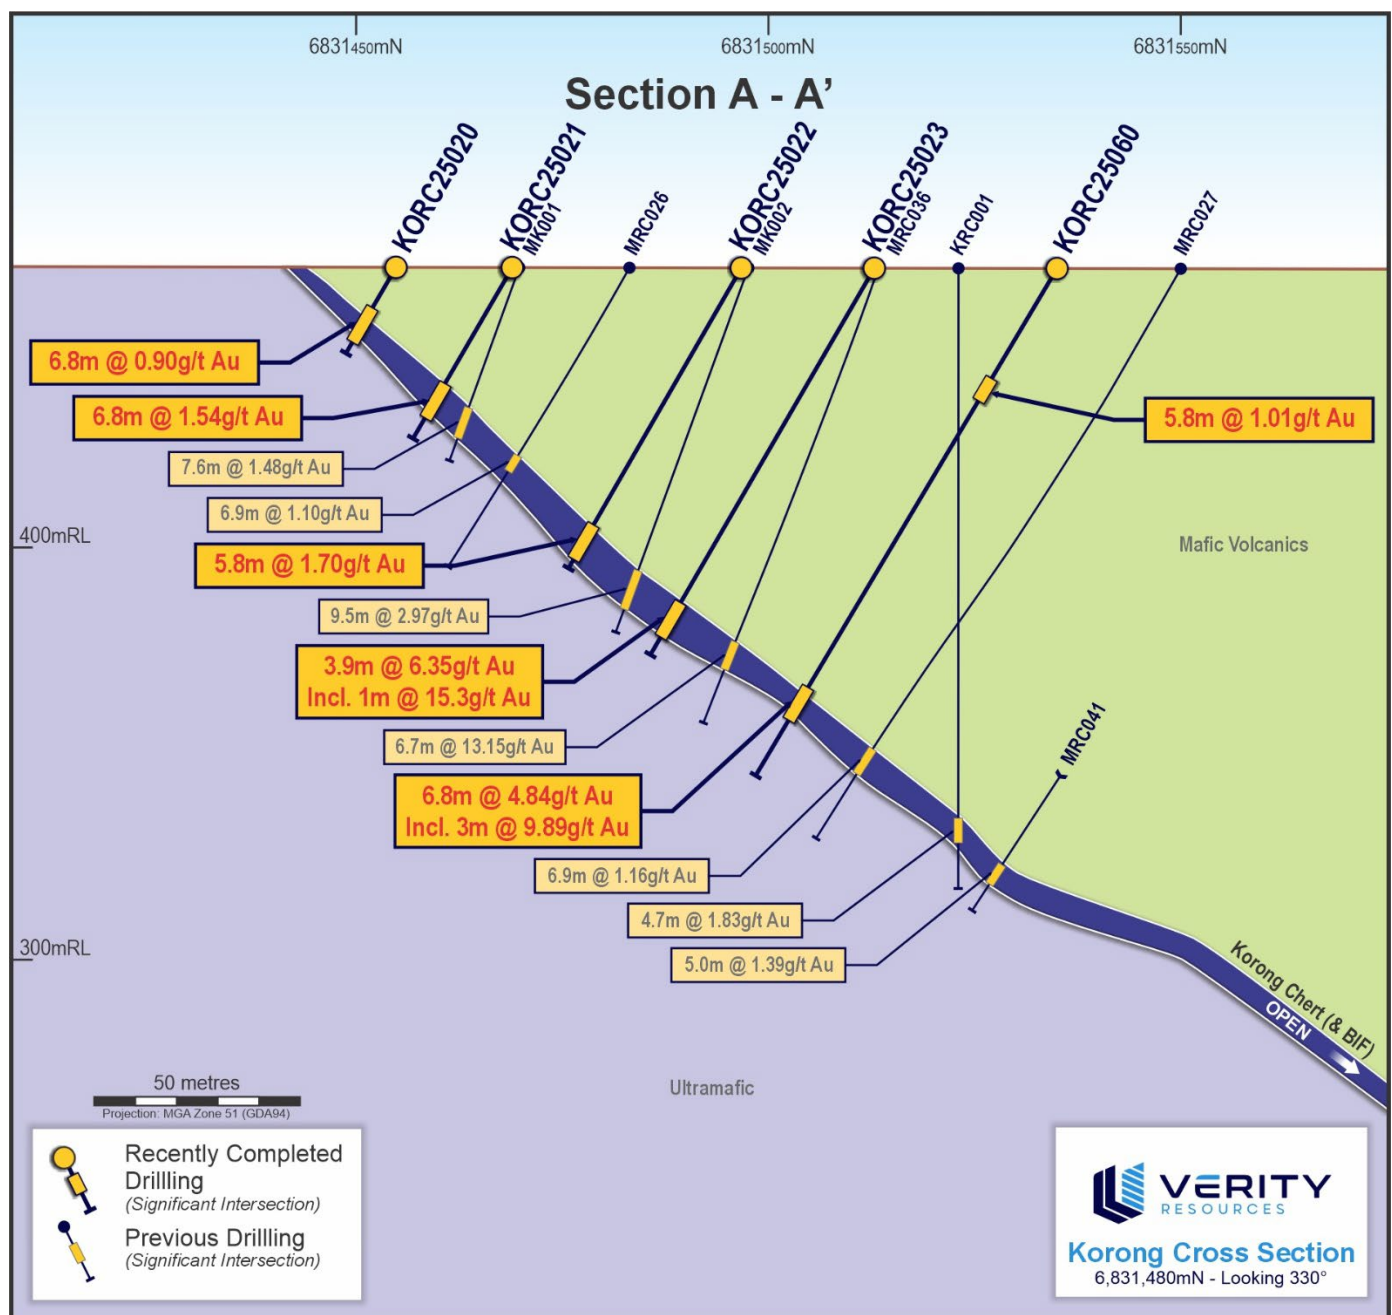 6831450mN
6831500mN
6831550mN
Section A - A’
KORC25020
KORC25021
MK001
MRC026
KORC25022
MK002
KORC25023
MRC036
KRC001
KORC25060
MRC027
6.8m @ 0.90g/t Au
6.8m @ 1.54g/t Au
5.8m @ 1.01g/t Au
7.6m @ 1.48g/t Au
6.9m @ 1.10g/t Au
400mRL
Mafic Volcanics
5.8m @ 1.70g/t Au
9.5m @ 2.97g/t Au
3.9m @ 6.35g/t Au
Incl. 1m @ 15.3g/t Au
6.7m @ 13.15g/t Au
MRC041
6.8m @ 4.84g/t Au
Incl. 3m @ 9.89g/t Au
6.9m @ 1.16g/t Au
4.7m @ 1.83g/t Au
300mRL
5.0m @ 1.39g/t Au
Korong Chert (& BIF)
OPEN
Ultramafic
50 metres
Projection: MGA Zone 51 (GDA94)
Recently Completed
Drillling
(Significant Intersection)
Previous Drillling
(Significant Intersection)
VERITY
RESOURCES
Korong Cross Section
6,831,480mN - Looking 330°